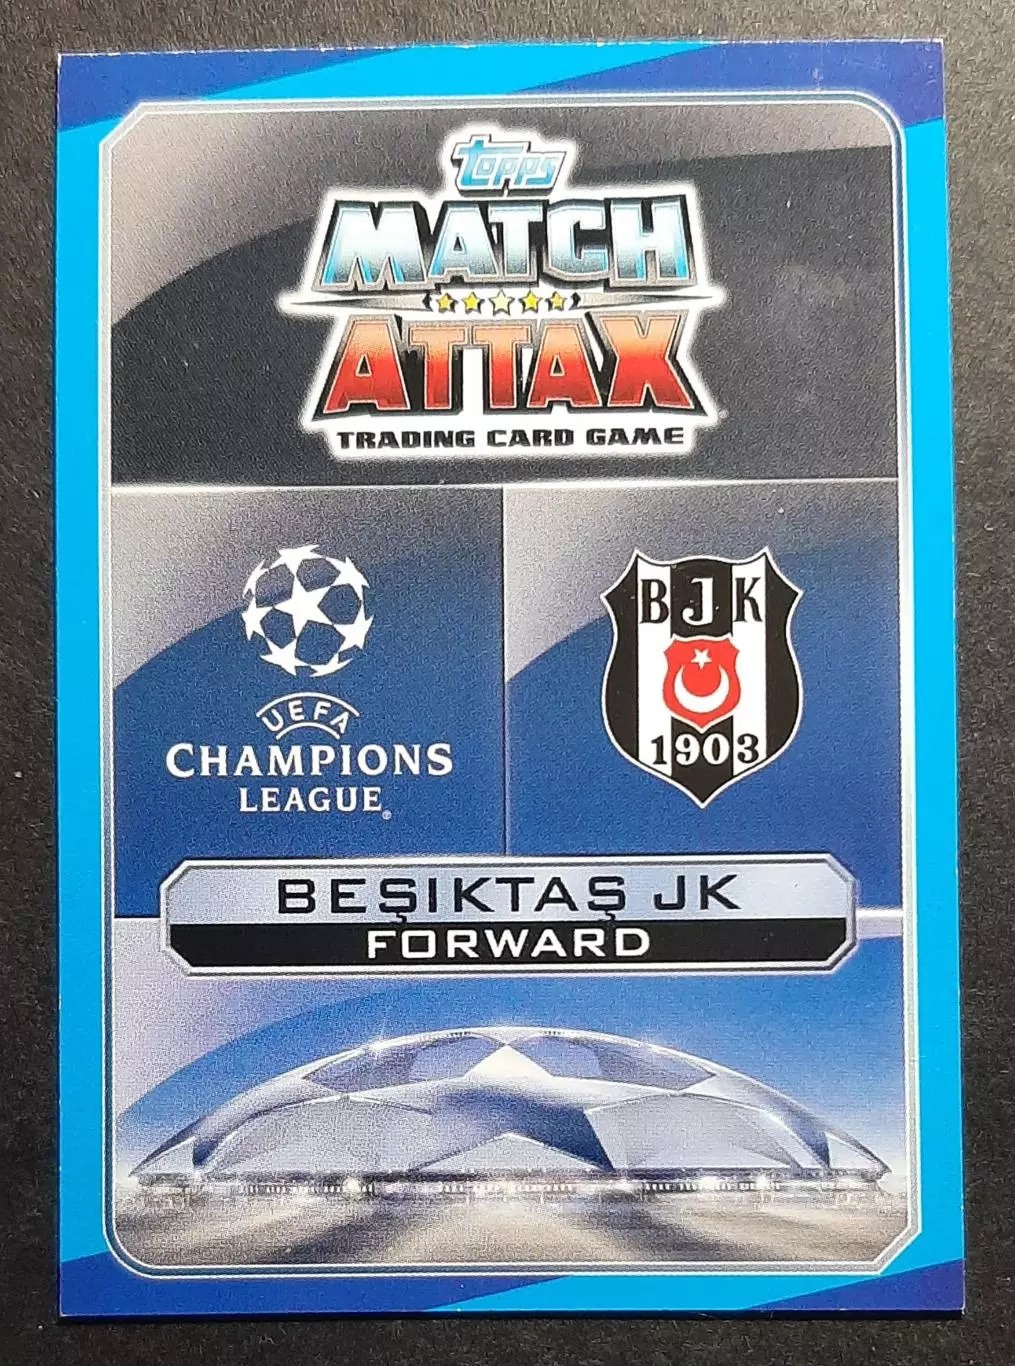 topps
MATCH
ATTAX
TRADING CARD GAME
BJK
1903
UEFA
CHAMPIONS
LEAGUE
BEŞIKTAŞ JK
FORWARD